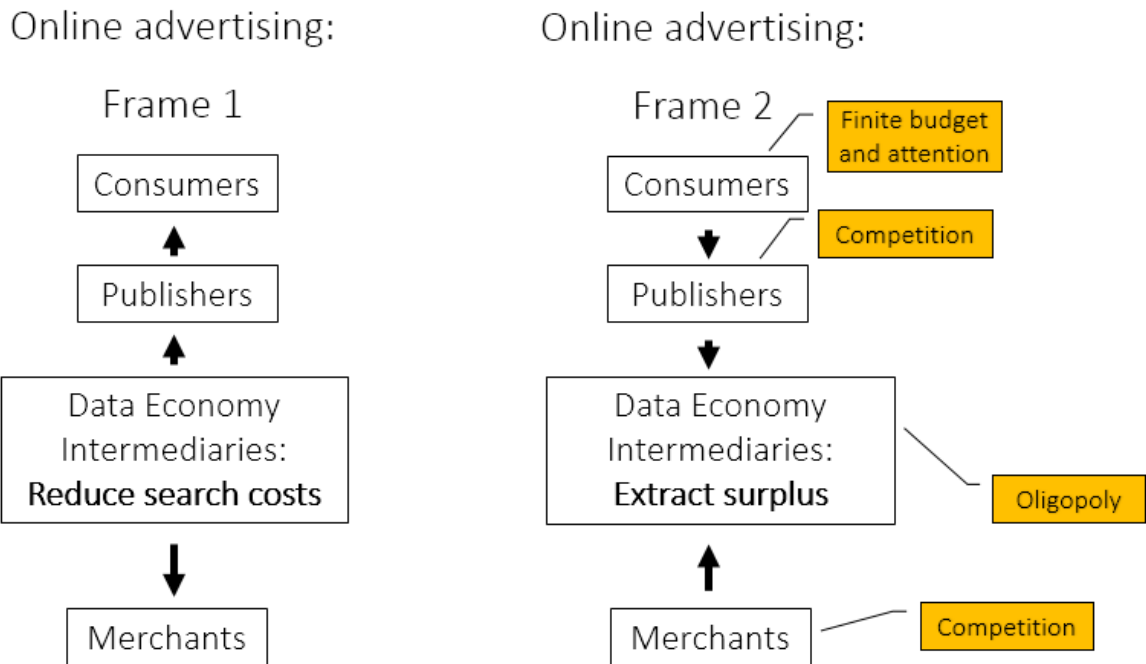 Online advertising:
Frame 1
Consumers
Publishers
Data Economy
Intermediaries:
Reduce search costs
Merchants
Online advertising:
Frame 2
Finite budget
and attention
Consumers
Competition
Publishers
Data Economy
Intermediaries:
Extract surplus
Oligopoly
Merchants
Competition